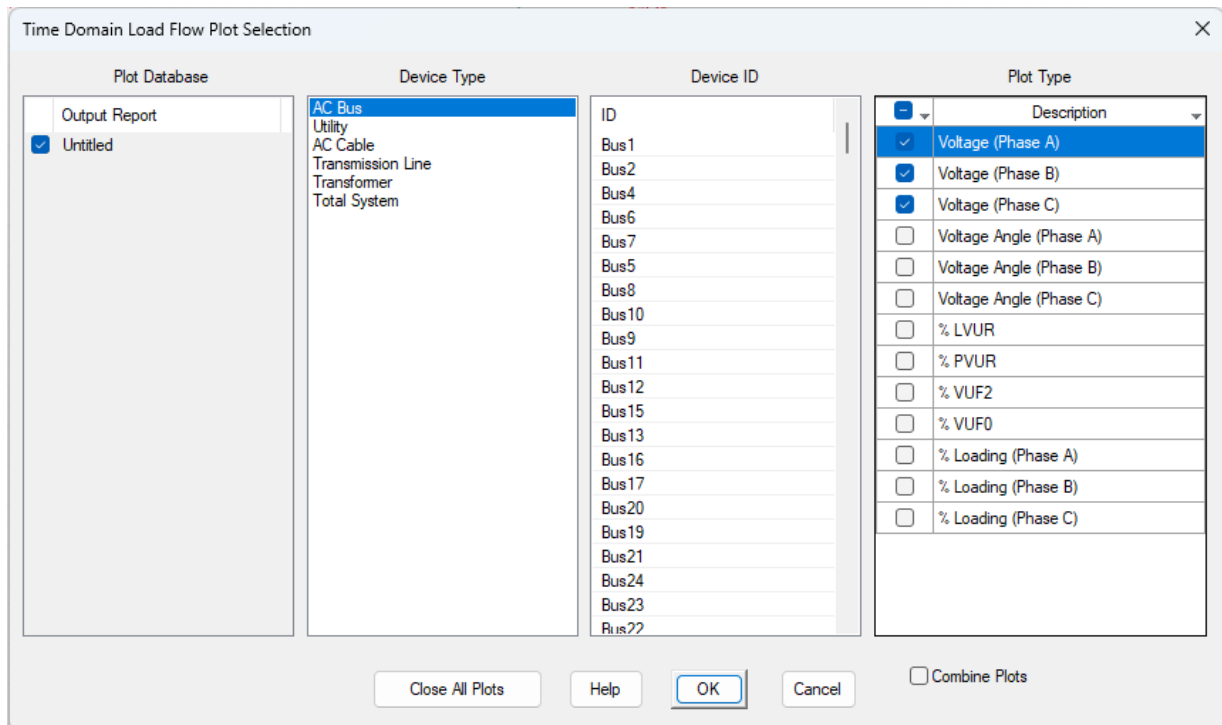 Time Domain Load Flow Plot Selection
Plot Database
Output Report
Untitled
Device Type
AC Bus
Utility
AC Cable
Transmission Line
Transformer
Total System
Device ID
ID
Bus1
Bus2
Bus4
Bus6
Bus7
Bus5
Bus8
Bus10
Bus9
Bus11
Bus12
Bus15
Bus13
Bus16
Bus17
Bus20
Bus19
Bus21
Bus24
Bus23
Bus22
Plot Type
Description
Voltage (Phase A)
Voltage (Phase B)
Voltage (Phase C)
Voltage Angle (Phase A)
Voltage Angle (Phase B)
Voltage Angle (Phase C)
% LVUR
% PVUR
% VUF2
% VUF0
% Loading (Phase A)
% Loading (Phase B)
% Loading (Phase C)
Close All Plots
Help
OK
Cancel
Combine Plots